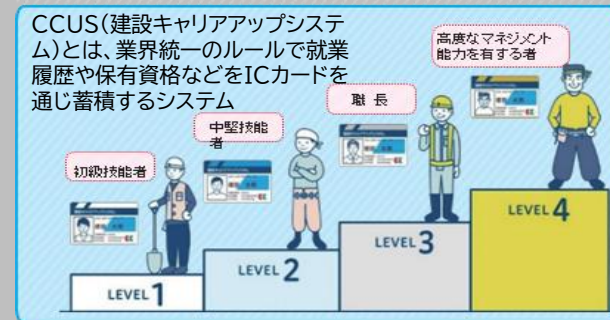 CCUS(建設キャリアアップシステ
ム)とは、業界統一のルールで就業
履歴や保有資格などをICカードを
通じ蓄積するシステム
高度なマネジメント
能力を有する者
職 長
中堅技能
者
初級技能者
LEVEL 4
LEVEL 3
LEVEL 2
LEVEL 1